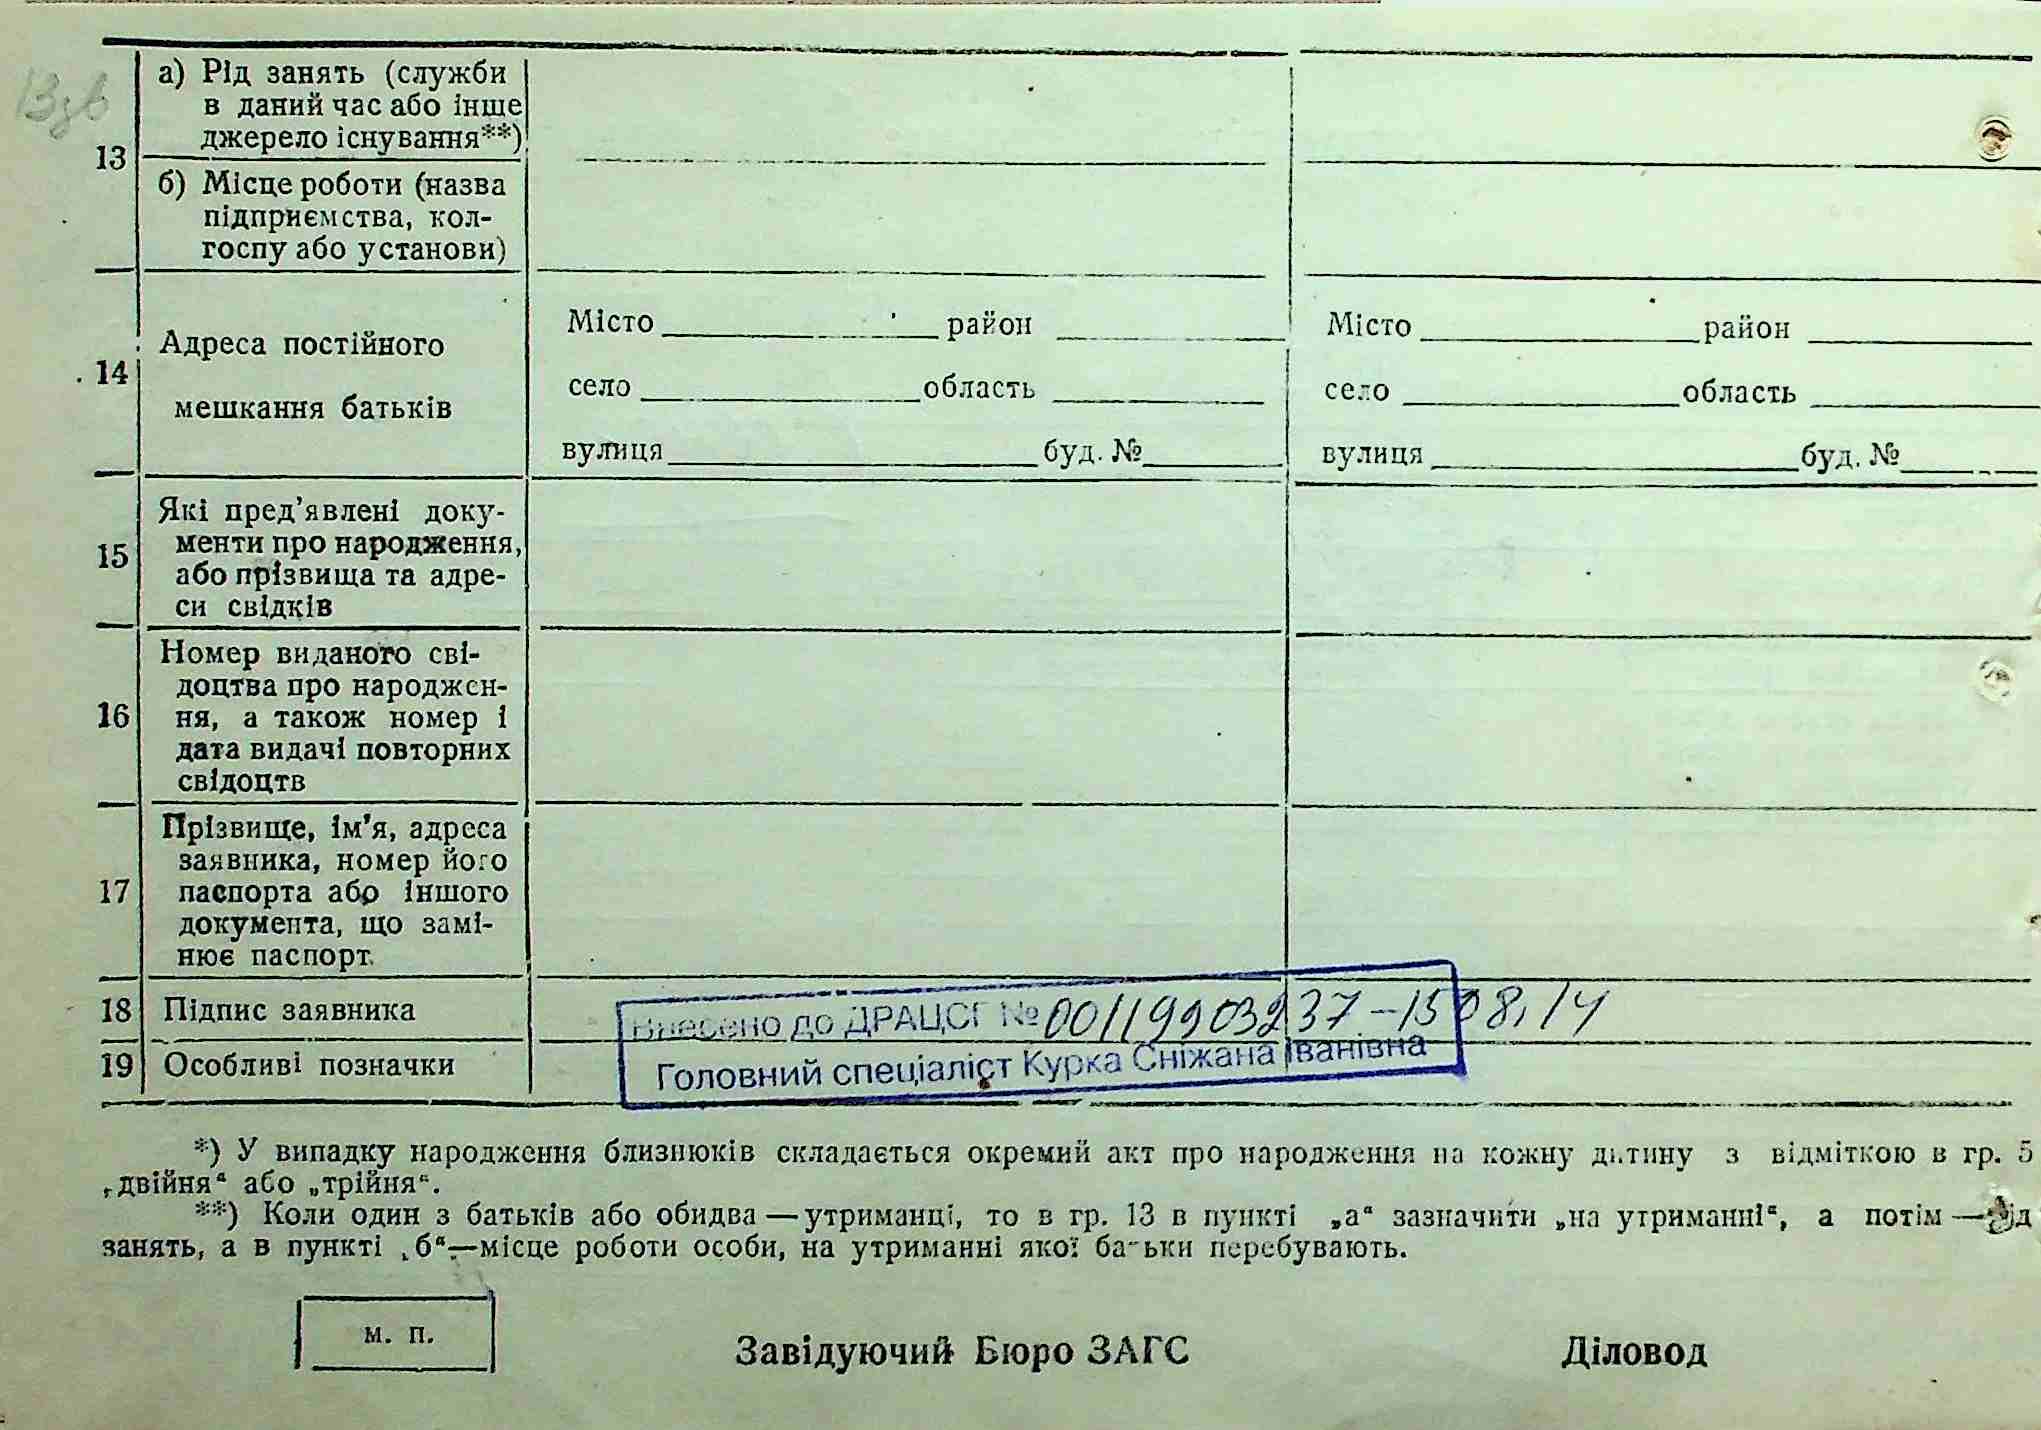 13зв
13
а) Рід занять (служби
в даний час або інше
джерело існування**)
б) Місце роботи (назва
підприємства, кол-
госпу або установи)
14
Адреса постійного
мешкання батьків
Місто район
село область
вулиця буд. №
Місто район
село область
вулиця буд. №
15
Які пред’явлені доку-
менти про народження,
або прізвища та адре-
си свідків
16
Номер виданого сві-
доцтва про народжен-
ня, а також номер і
дата видачі повторних
свідоцтв
17
Прізвище, ім’я, адреса
заявника, номер його
паспорта або іншого
документа, що замі-
нює паспорт.
18 Підпис заявника
Внесено до ДРАЦСГ № 00119903237 - 1508.14
19 Особливі позначки
Головний спеціаліст Курка Сніжана Іванівна
*) У випадку народження близнюків складається окремий акт про народження на кожну дитину з відміткою в гр. 5
„двійня“ або „трійня“.
**) Коли один з батьків або обидва — утриманці, то в гр. 13 в пункті „а“ зазначити „на утриманні“, а потім — рід
занять, а в пункті „б“—місце роботи особи, на утриманні якої батьки перебувають.
м. п.
Завідуючий Бюро ЗАГС
Діловод